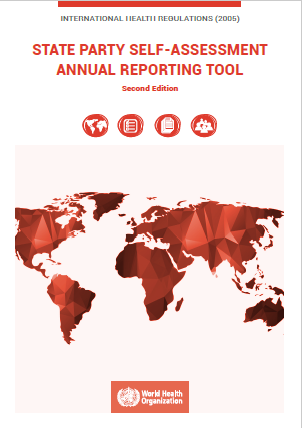 INTERNATIONAL HEALTH REGULATIONS (2005)
STATE PARTY SELF-ASSESSMENT
ANNUAL REPORTING TOOL
Second Edition
World Health
Organization